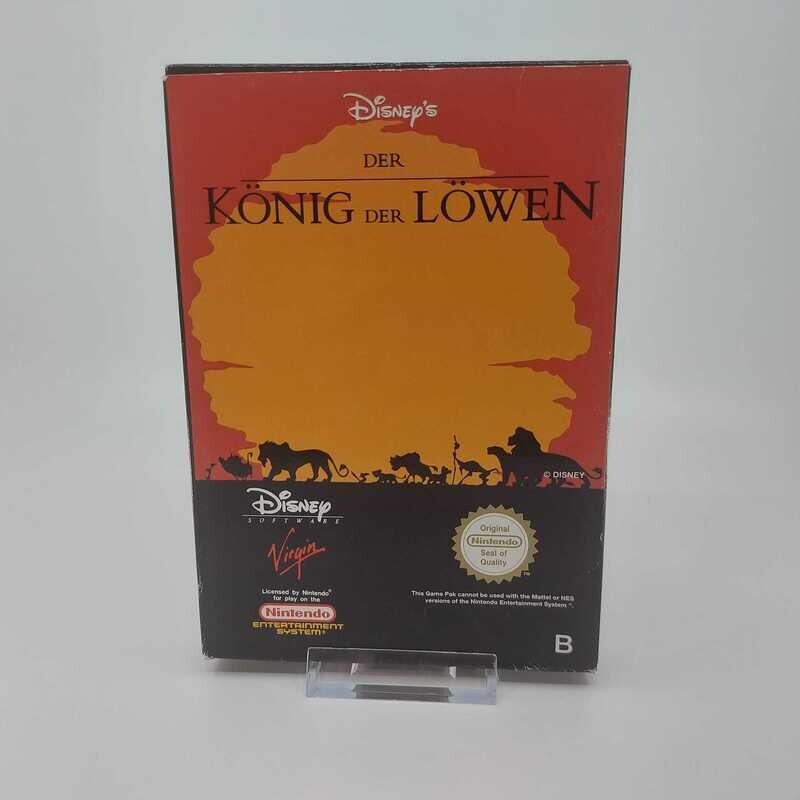 Disney's
DER
KÖNIG DER LÖWEN
© DISNEY
Disney
SOFTWARE
Virgin
Licensed by Nintendo®
for play on the
Nintendo
ENTERTAINMENT
SYSTEM®
Original
Nintendo
Seal of
Quality
TM
This Game Pak cannot be used with the Mattel or NES
versions of the Nintendo Entertainment System®.
B